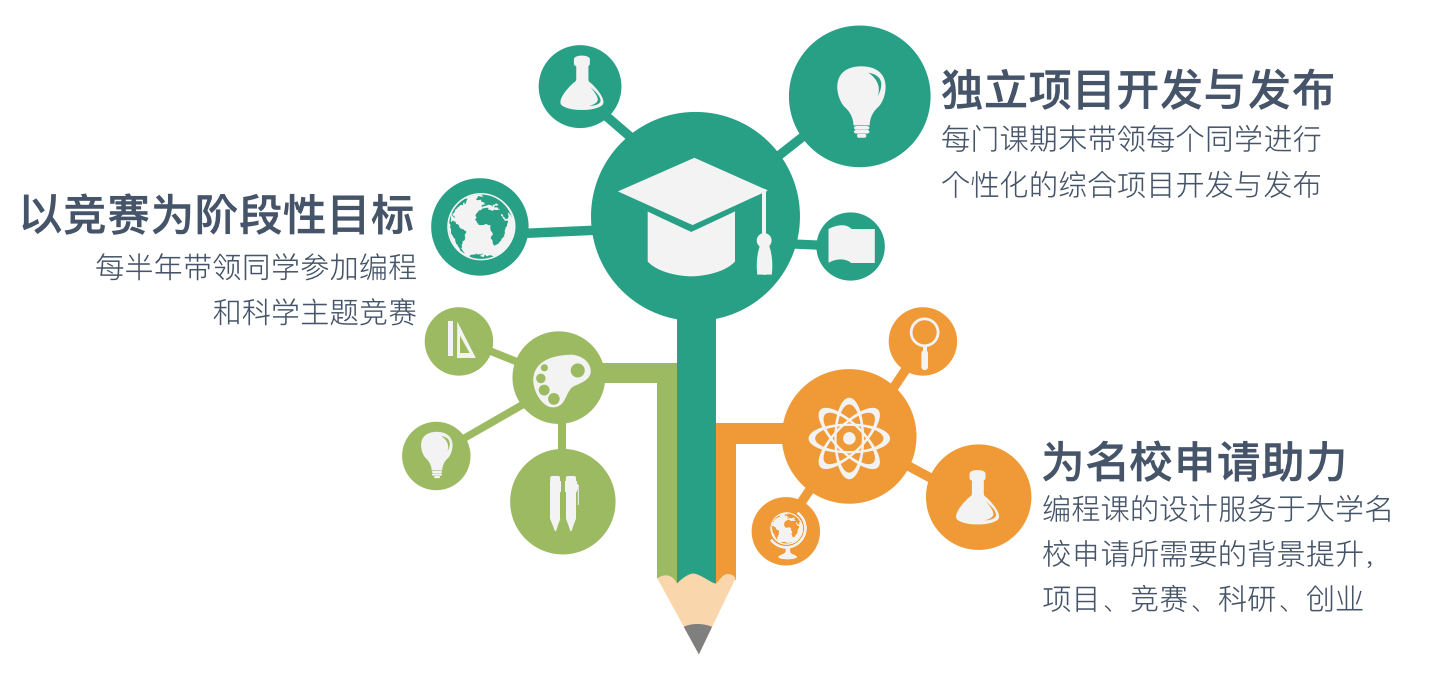 独立项目开发与发布
每门课期末带领每个同学进行
个性化的综合项目开发与发布
以竞赛为阶段性目标
每半年带领同学参加编程
和科学主题竞赛
为名校申请助力
编程课的设计服务于大学名
校申请所需要的背景提升，
项目、竞赛、科研、创业